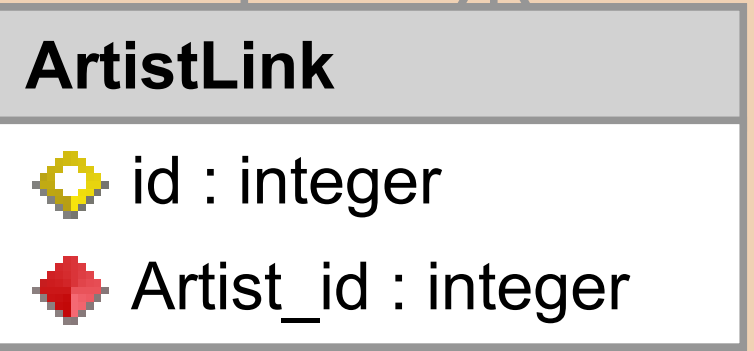 ArtistLink
id : integer
Artist_id : integer